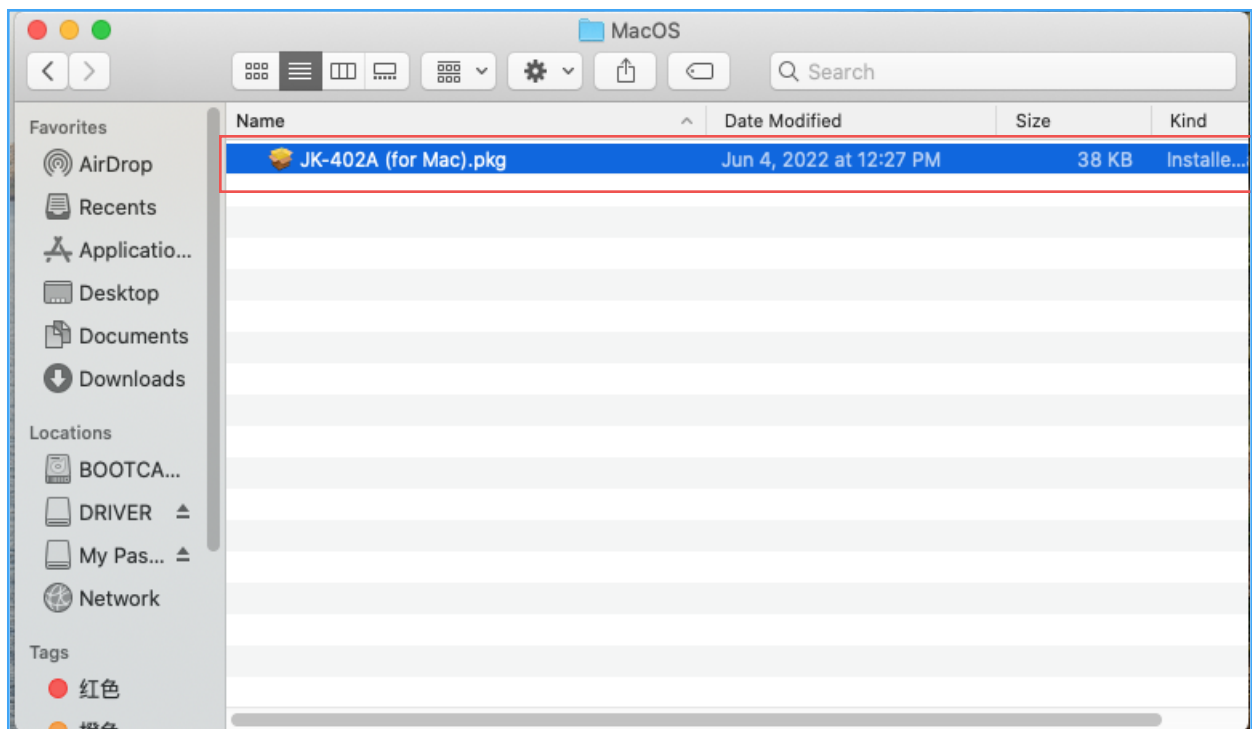 MacOS
Search
Favorites
AirDrop
Recents
Applicatio...
Desktop
Documents
Downloads
Locations
BOOTCA...
DRIVER
My Pas...
Network
Tags
红色
橙色
Name Date Modified Size Kind
JK-402A (for Mac).pkg Jun 4, 2022 at 12:27 PM 38 KB Installe...